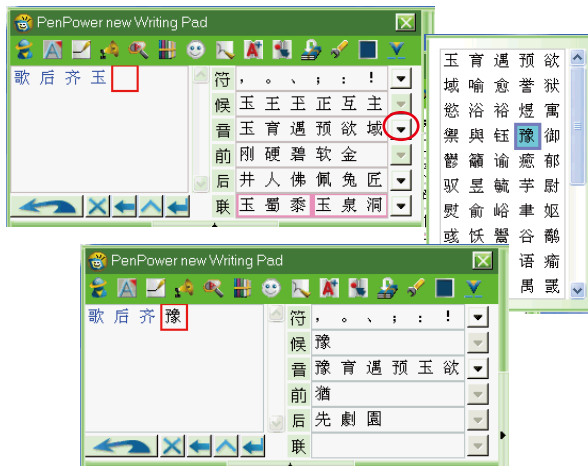 PenPower new Writing Pad
歌 后 齐 玉
符 , 。 、 ; : !
候 玉 王 壬 正 互 主
音 玉 育 遇 预 欲 域
前 刚 硬 碧 软 金
后 井 人 佛 佩 兔 匠
联 玉 蜀 黍 玉 泉 洞
玉 育 遇 预 欲
域 喻 愈 誉 狱
慾 浴 裕 煜 寓
禦 與 钰 豫 御
鬱 籲 谕 癒 郁
驭 昱 毓 芋 尉
熨 俞 峪 聿 妪
彧 饫 鬻 谷 鹬
语 瘉
禺 罭
PenPower new Writing Pad
歌 后 齐 豫
符 , 。 、 ; : !
候 豫
音 豫 育 遇 预 玉 欲
前 猶
后 先 劇 園
联